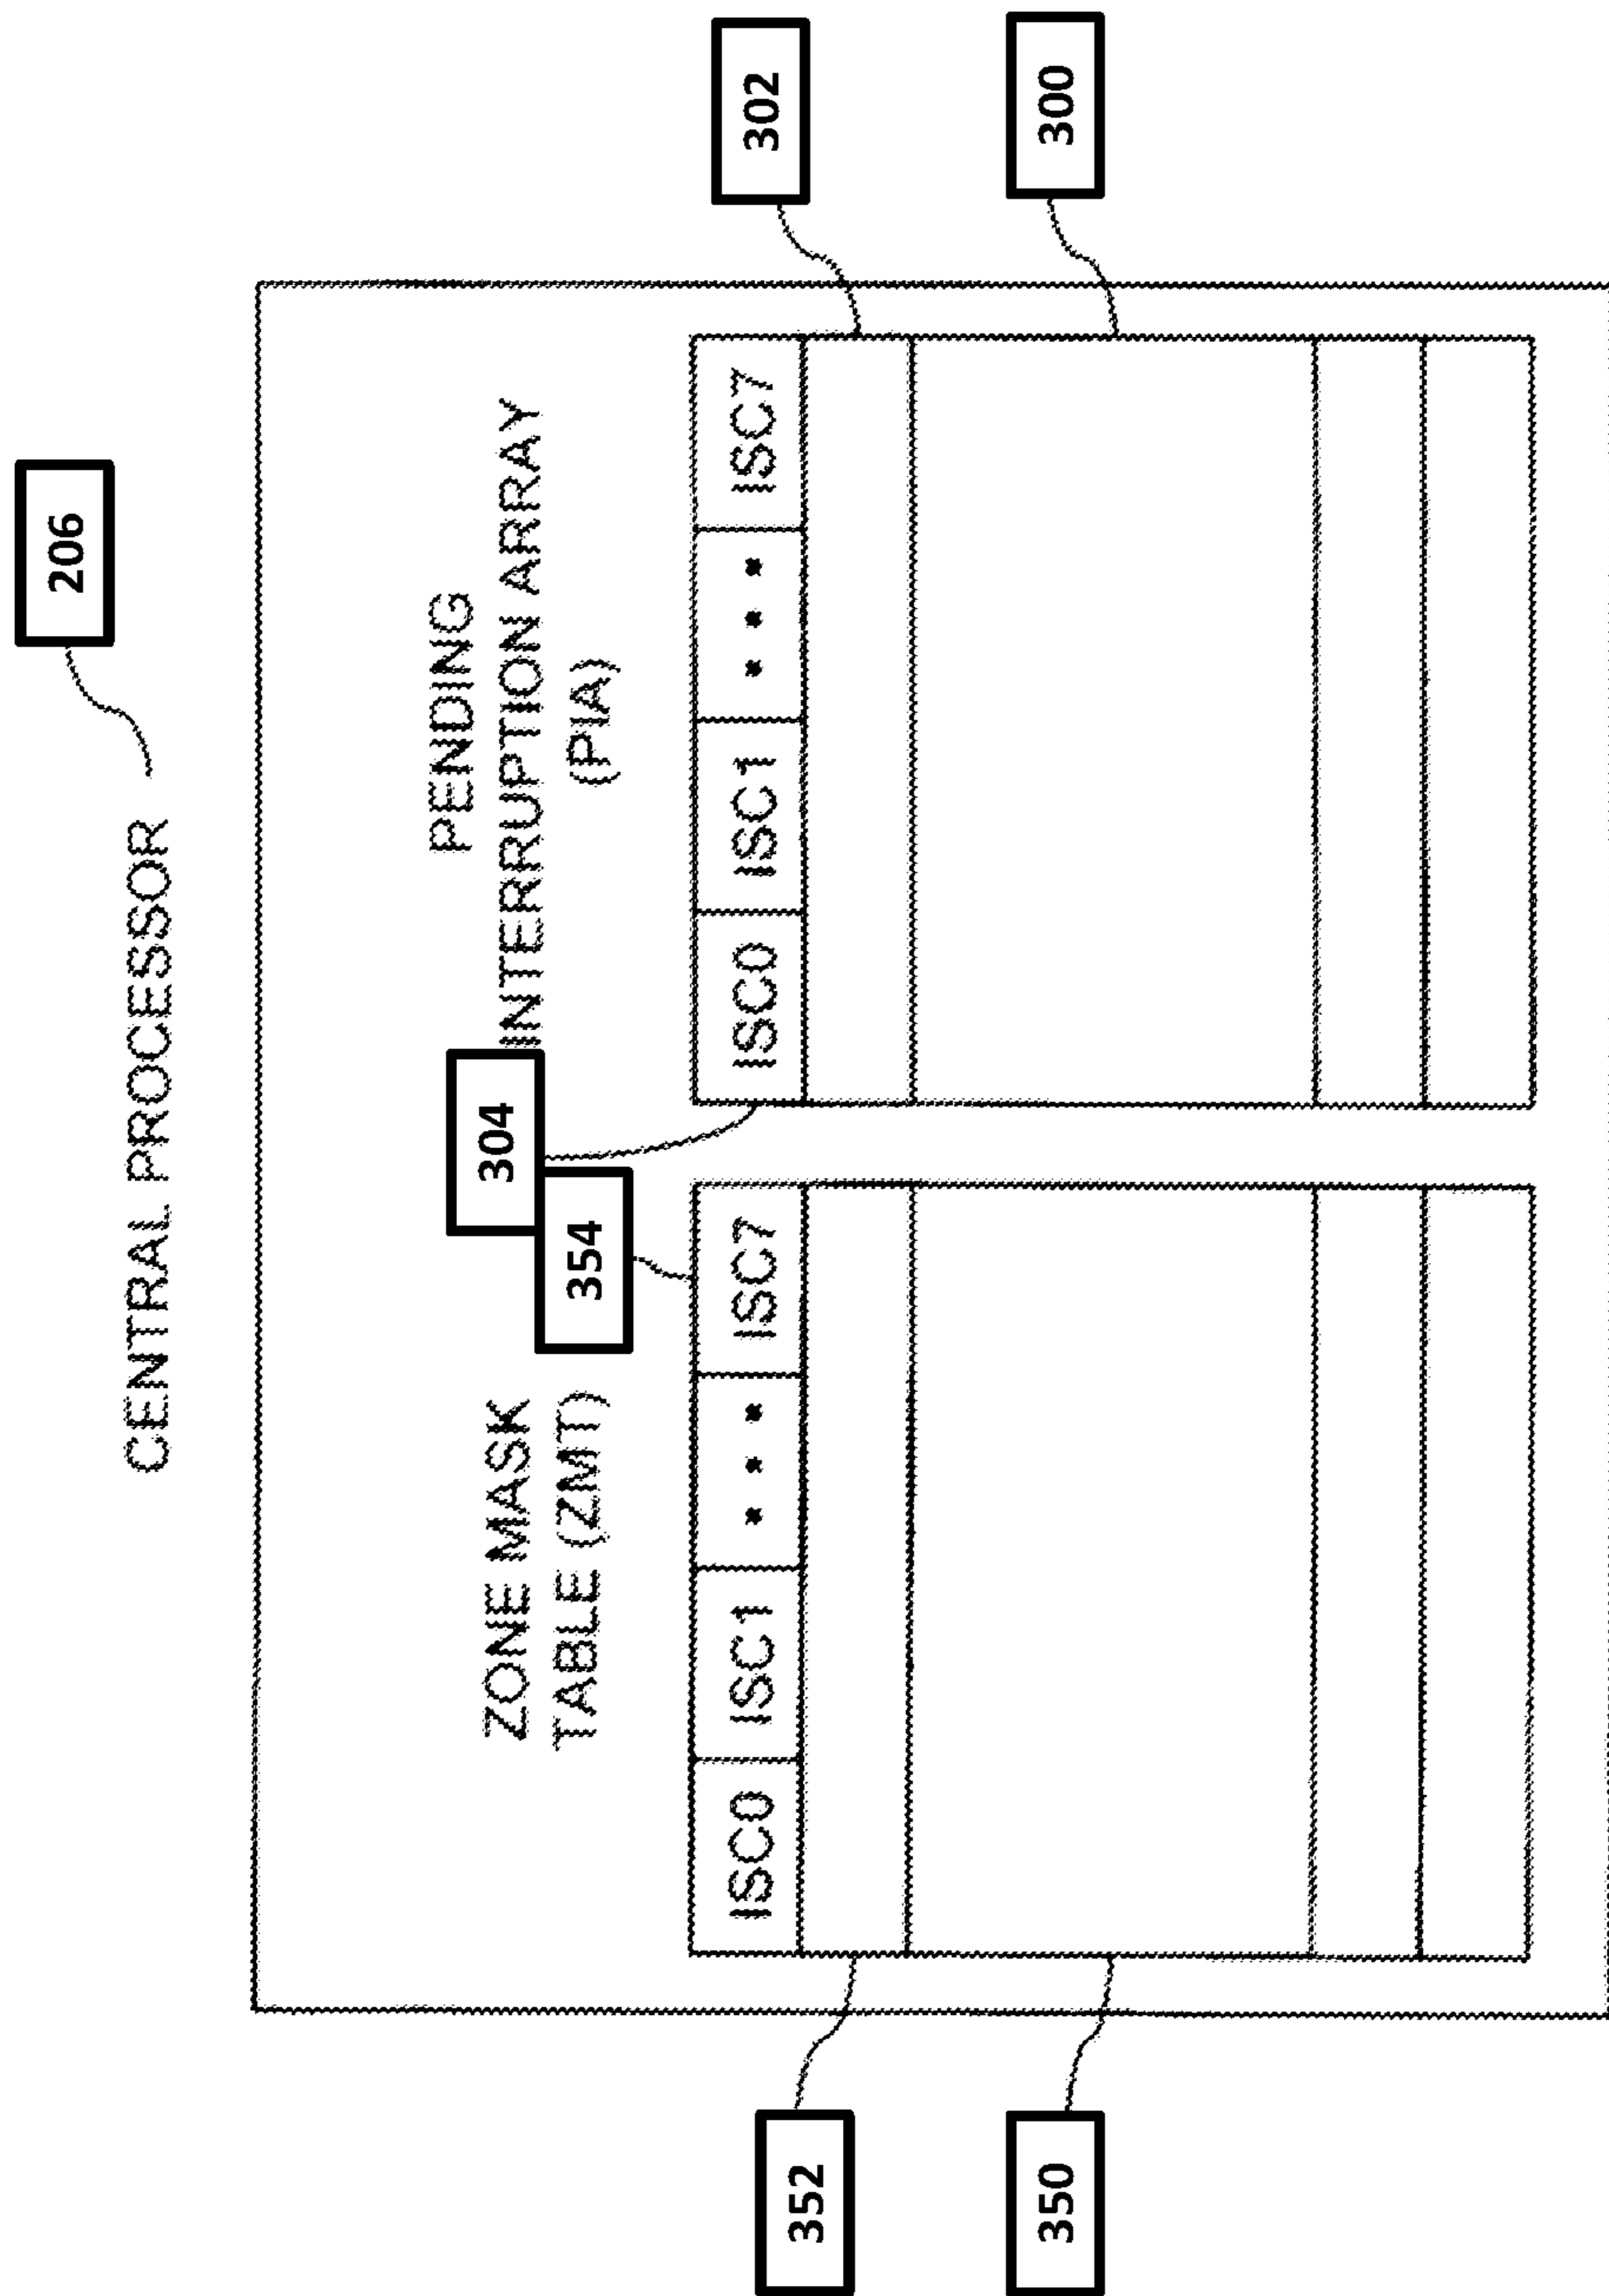 206
CENTRAL PROCESSOR
ZONE MASK
TABLE (ZMT)
PENDING
INTERRUPTION ARRAY
(PIA)
304
354
ISC0 ISC1 • • • ISC7
ISC0 ISC1 • • • ISC7
352
302
350
300